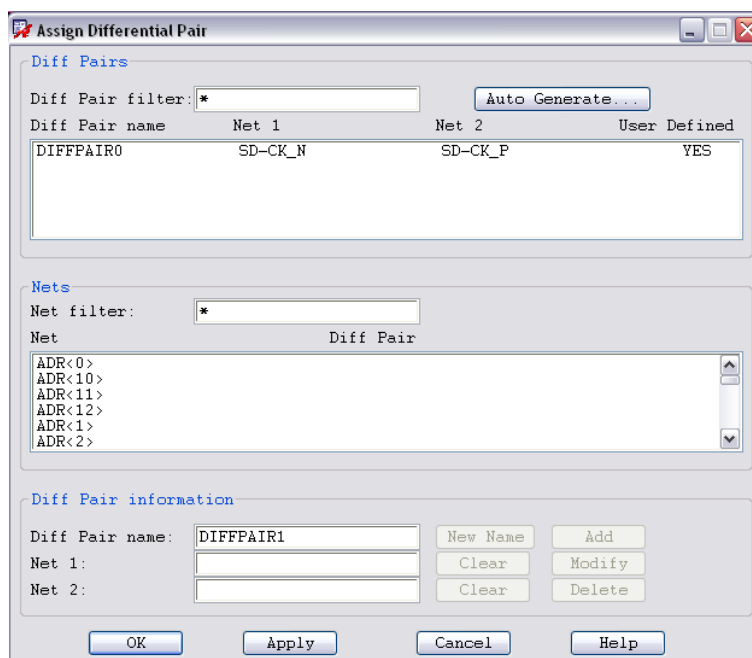 Assign Differential Pair
Diff Pairs
Diff Pair filter: * Auto Generate...
Diff Pair name Net 1 Net 2 User Defined
DIFFPAIR0 SD-CK_N SD-CK_P YES
Nets
Net filter: *
Net Diff Pair
ADR<0>
ADR<10>
ADR<11>
ADR<12>
ADR<1>
ADR<2>
Diff Pair information
Diff Pair name: DIFFPAIR1 New Name Add
Net 1: Clear Modify
Net 2: Clear Delete
OK Apply Cancel Help